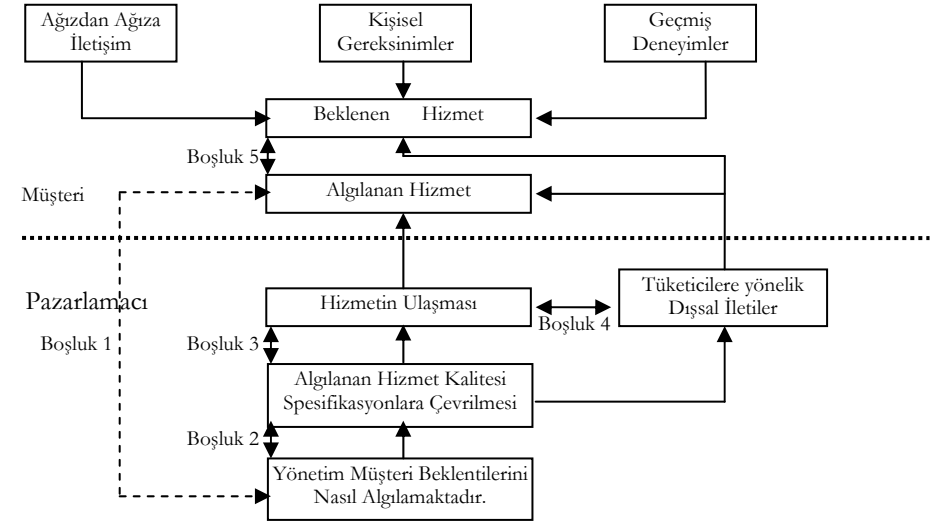 Ağızdan Ağıza
İletişim
Kişisel
Gereksinimler
Geçmiş
Deneyimler
Beklenen Hizmet
Boşluk 5
Algılanan Hizmet
Müşteri
Pazarlamacı
Hizmetin Ulaşması
Tüketicilere yönelik
Dışsal İletiler
Boşluk 4
Boşluk 1
Boşluk 3
Algılanan Hizmet Kalitesi
Spesifikasyonlara Çevrilmesi
Boşluk 2
Yönetim Müşteri Beklentilerini
Nasıl Algılamaktadır.